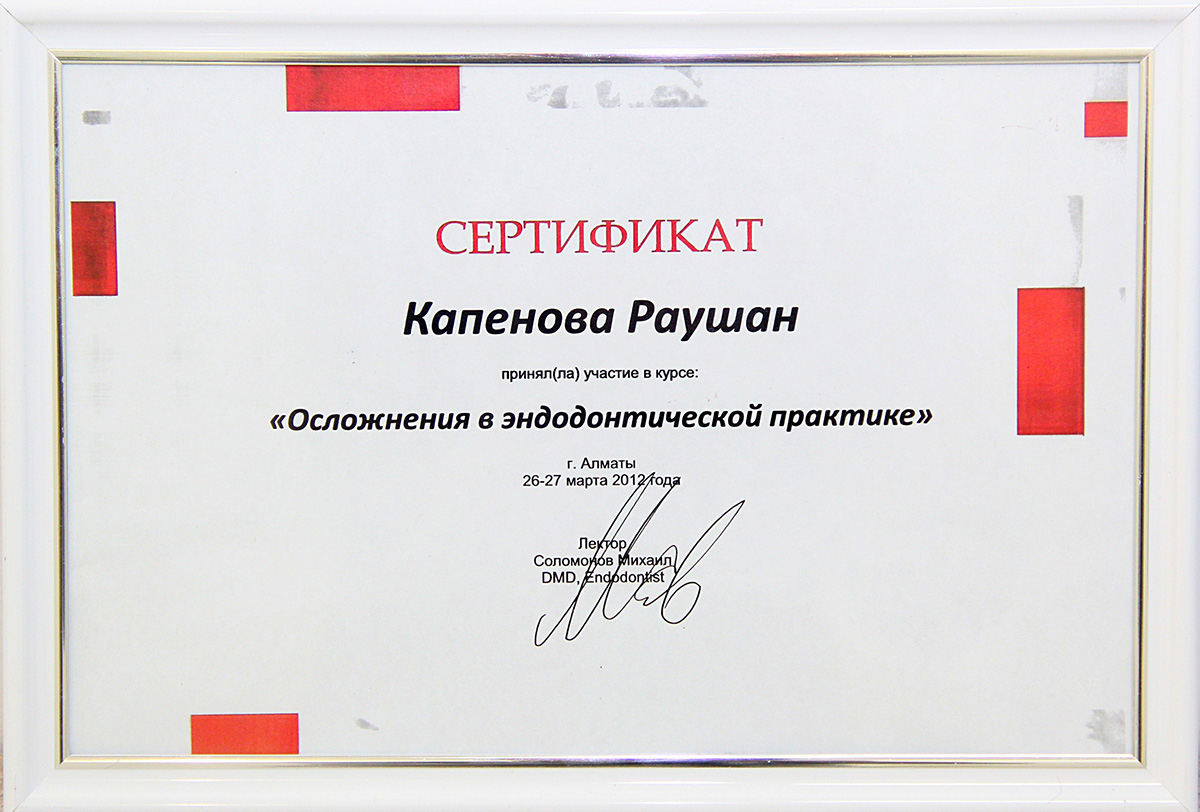 СЕРТИФИКАТ
Капенова Раушан
принял(ла) участие в курсе:
«Осложнения в эндодонтической практике»
г. Алматы
26-27 марта 2012 года
Лектор
Соломонов Михаил
DMD, Endodontist